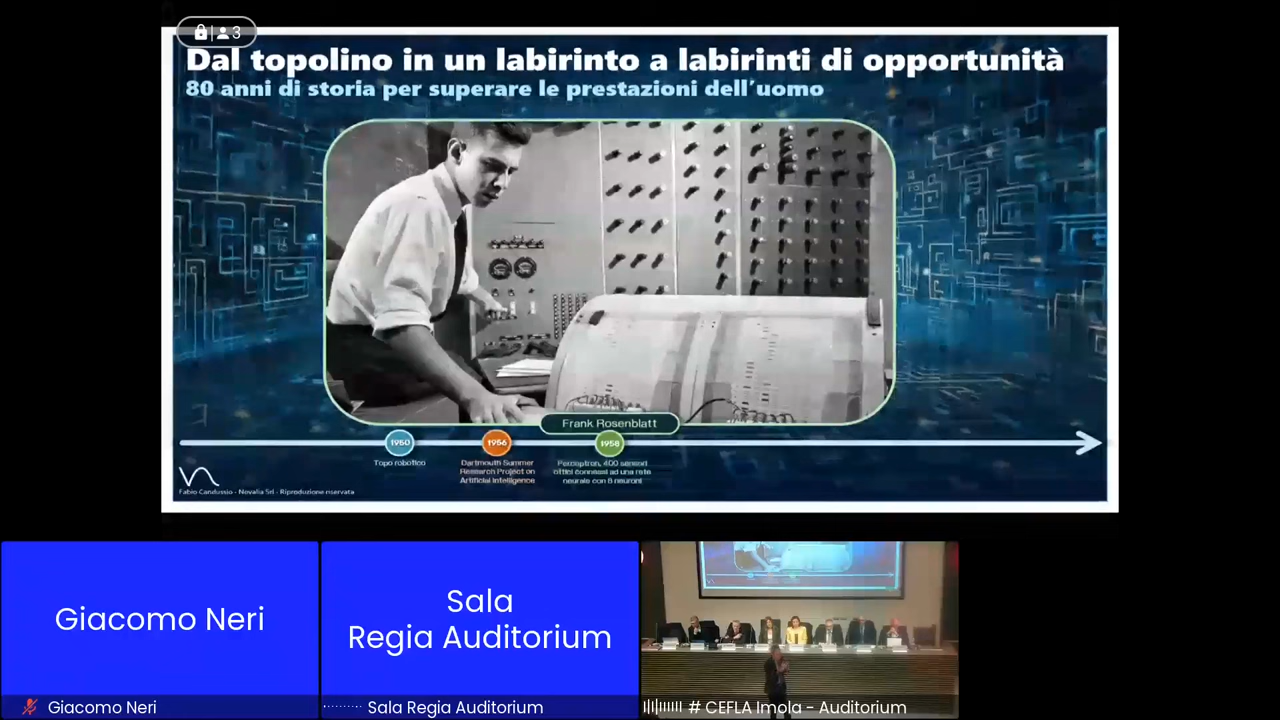 3
Dal topolino in un labirinto a labirinti di opportunità
80 anni di storia per superare le prestazioni dell'uomo
Frank Rosenblatt
1950
1956
1958
Topo robotico
Dartmouth Summer
Research Project on
Artificial Intelligence
Perceptron, 400 sensori
ottici connessi ad una rete
neurale con 8 neuroni
Fabio Candussio - Novalia Srl - Riproduzione riservata
Giacomo Neri
Sala
Regia Auditorium
Giacomo Neri
Sala Regia Auditorium
# CEFLA Imola - Auditorium